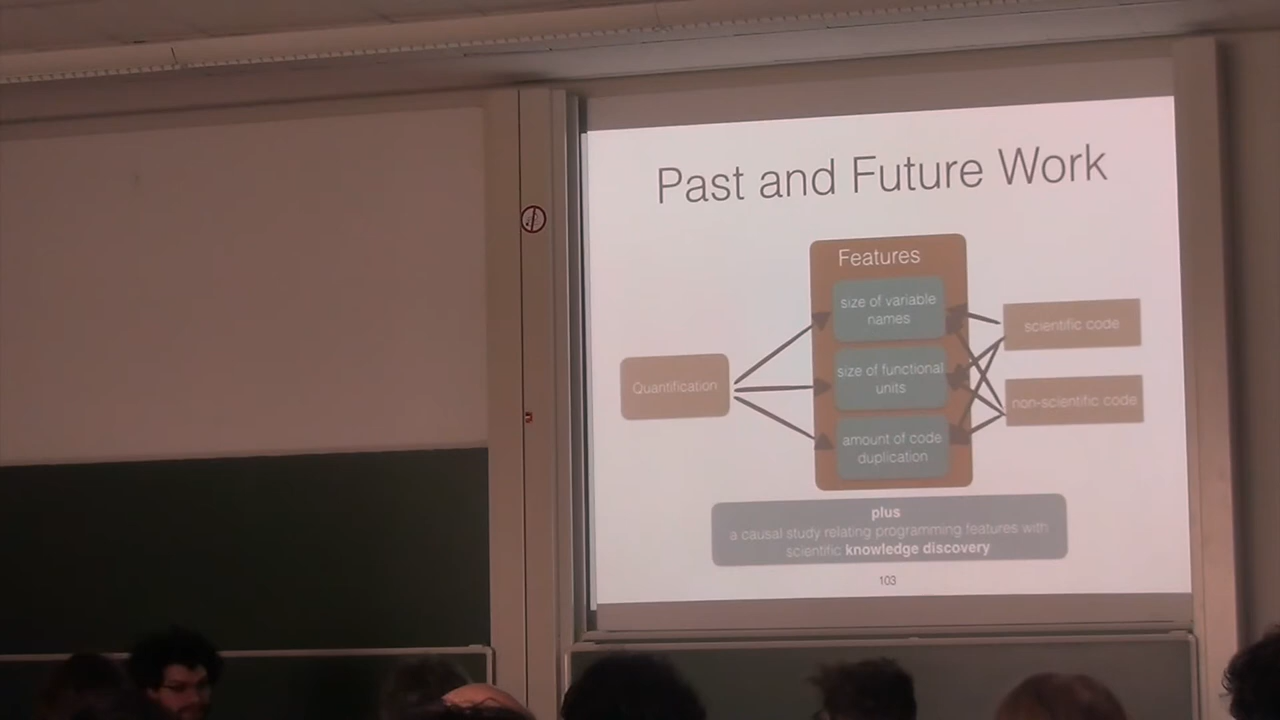 Past and Future Work
Features
size of variable
names
scientific code
Quantification
size of functional
units
non-scientific code
amount of code
duplication
plus
a causal study relating programming features with
scientific knowledge discovery
103